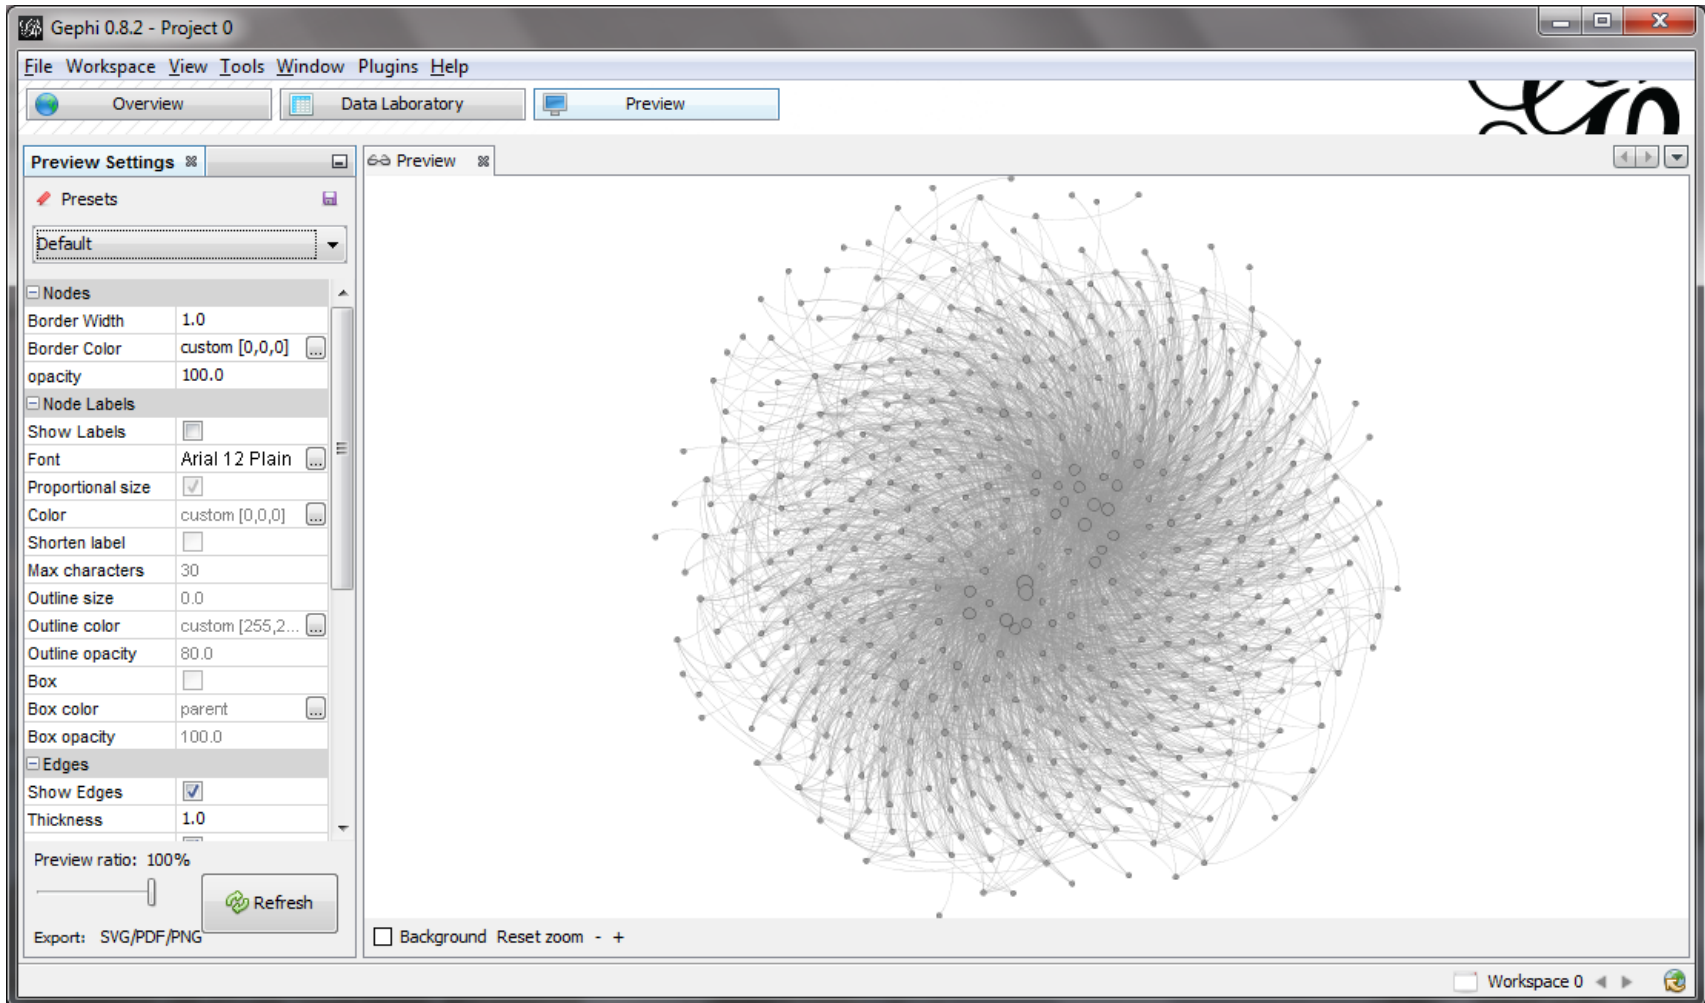 Gephi 0.8.2 - Project 0
File Workspace View Tools Window Plugins Help
Overview Data Laboratory Preview
Preview Settings
Preview
Presets
Default
Nodes
Border Width 1.0
Border Color custom [0,0,0] ...
opacity 100.0
Node Labels
Show Labels
Font Arial 12 Plain ...
Proportional size
Color custom [0,0,0] ...
Shorten label
Max characters 30
Outline size 0.0
Outline color custom [255,2... ...
Outline opacity 80.0
Box
Box color parent ...
Box opacity 100.0
Edges
Show Edges
Thickness 1.0
Preview ratio: 100%
Refresh
Export: SVG/PDF/PNG
Background Reset zoom - +
Workspace 0